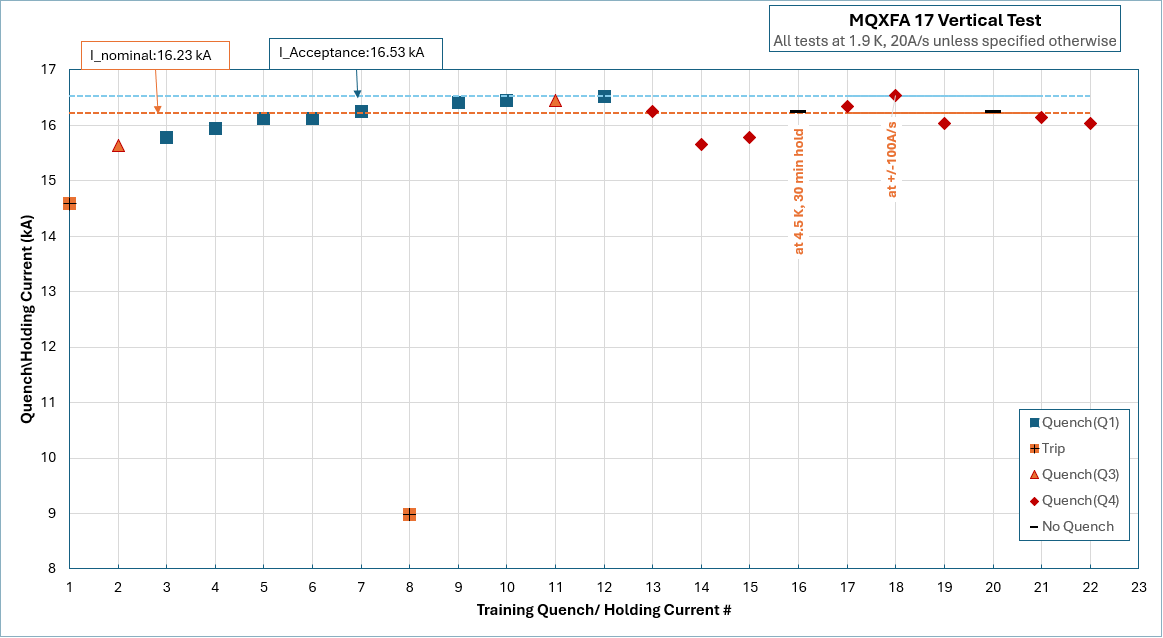 MQXFA 17 Vertical Test
All tests at 1.9 K, 20A/s unless specified otherwise
I_nominal:16.23 kA
I_Acceptance:16.53 kA
17
16
15
14
13
12
11
10
9
8
Quench\Holding Current (kA)
at 4.5 K, 30 min hold
at +/-100A/s
Quench(Q1)
Trip
Quench(Q3)
Quench(Q4)
No Quench
1 2 3 4 5 6 7 8 9 10 11 12 13 14 15 16 17 18 19 20 21 22 23
Training Quench/ Holding Current #